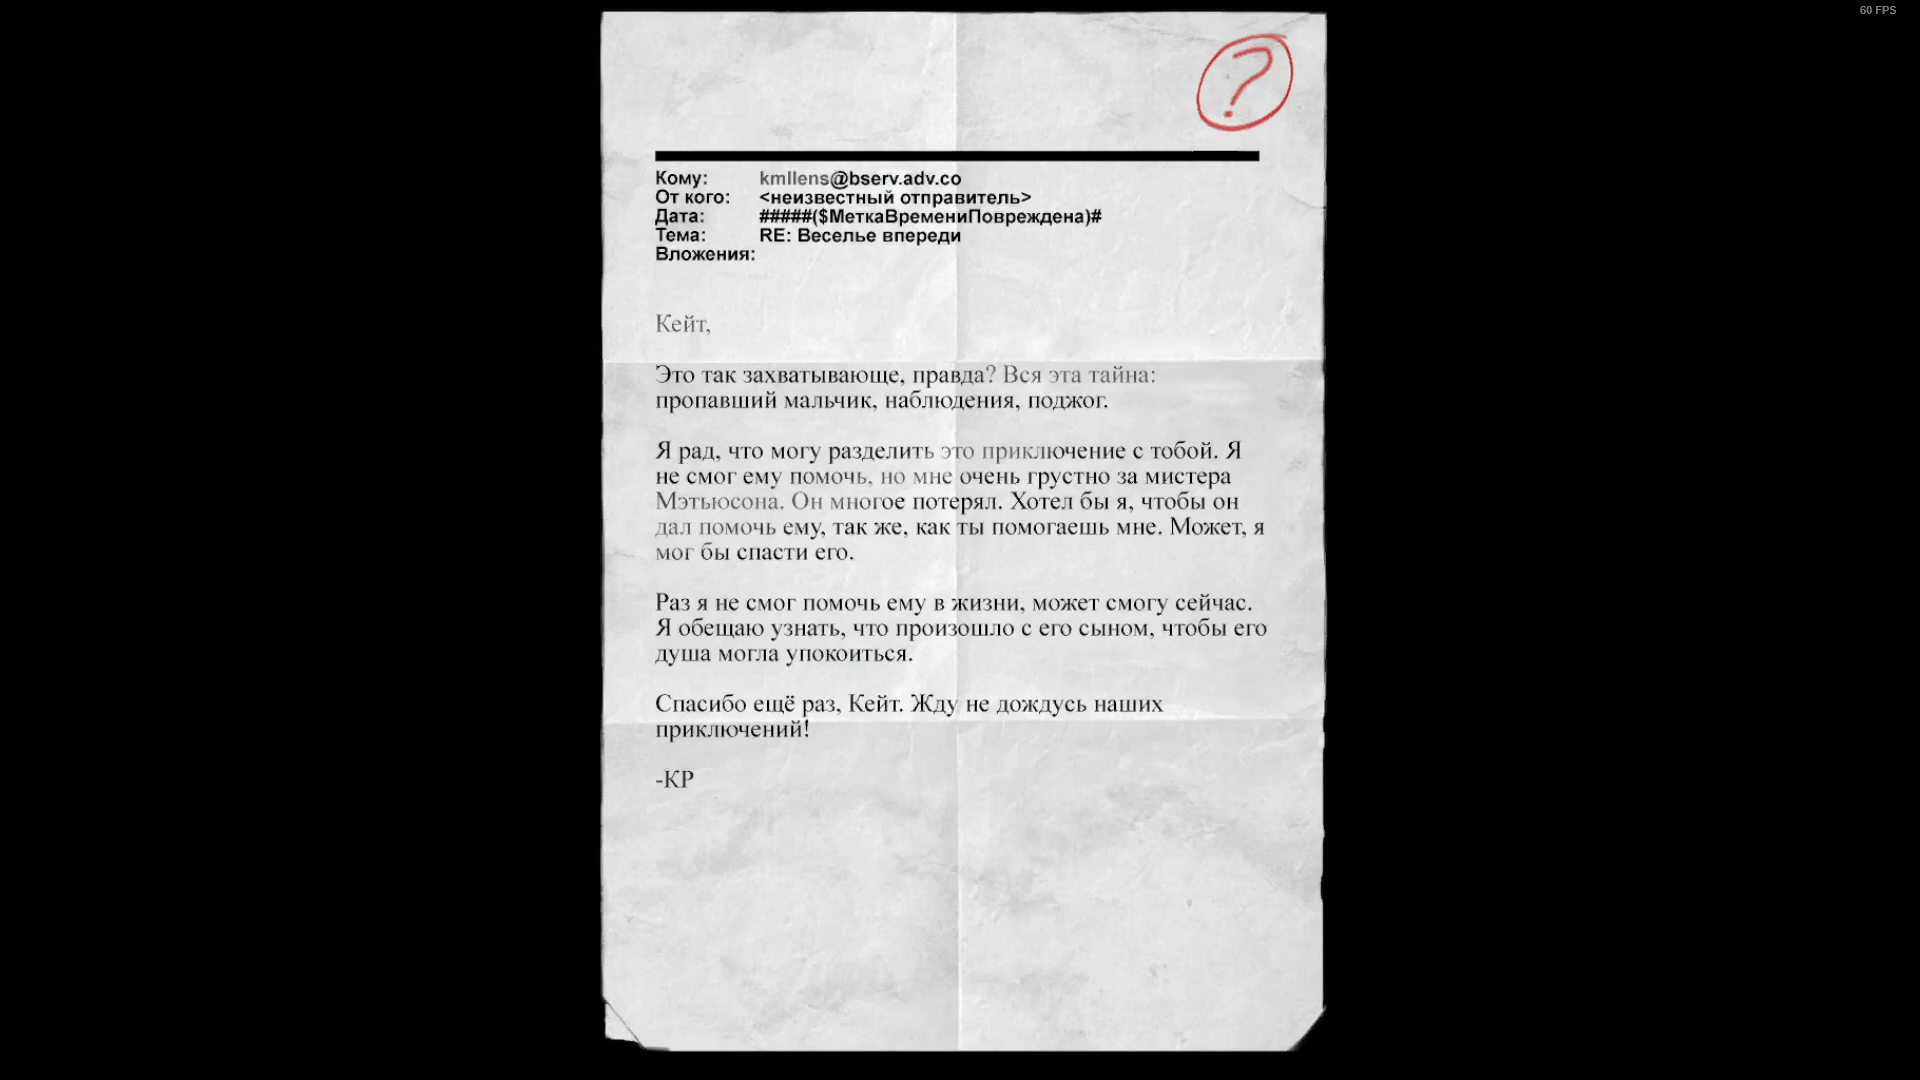 60 FPS
?
Кому: kmllens@bserv.adv.co
От кого: <неизвестный отправитель>
Дата: #####($МеткаВремениПовреждена)#
Тема: RE: Веселье впереди
Вложения:
Кейт,
Это так захватывающе, правда? Вся эта тайна:
пропавший мальчик, наблюдения, поджог.
Я рад, что могу разделить это приключение с тобой. Я
не смог ему помочь, но мне очень грустно за мистера
Мэтьюсона. Он многое потерял. Хотел бы я, чтобы он
дал помочь ему, так же, как ты помогаешь мне. Может, я
мог бы спасти его.
Раз я не смог помочь ему в жизни, может смогу сейчас.
Я обещаю узнать, что произошло с его сыном, чтобы его
душа могла упокоиться.
Спасибо ещё раз, Кейт. Жду не дождусь наших
приключений!
-КР